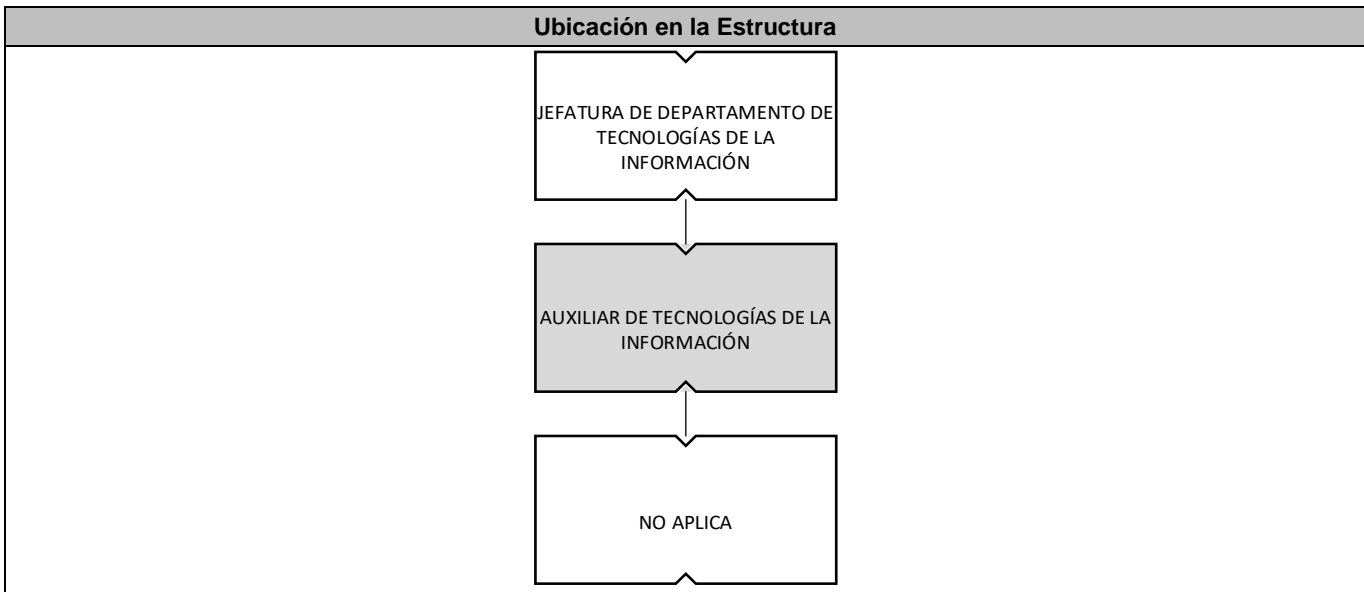 Ubicación en la Estructura
JEFATURA DE DEPARTAMENTO DE
TECNOLOGÍAS DE LA
INFORMACIÓN
AUXILIAR DE TECNOLOGÍAS DE LA
INFORMACIÓN
NO APLICA